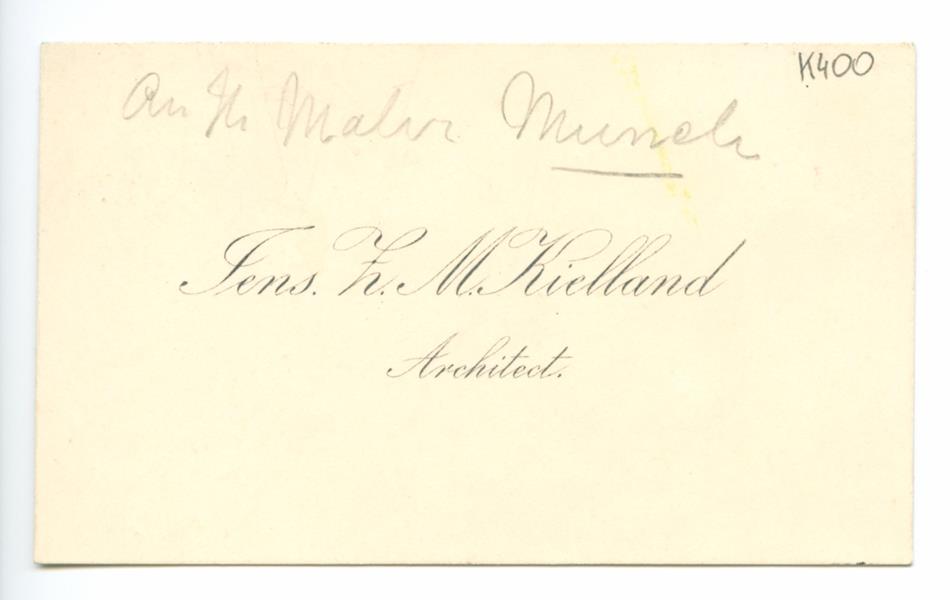 K400
An Hr Maler Munch
Jens. Z. M. Kielland
Architect.